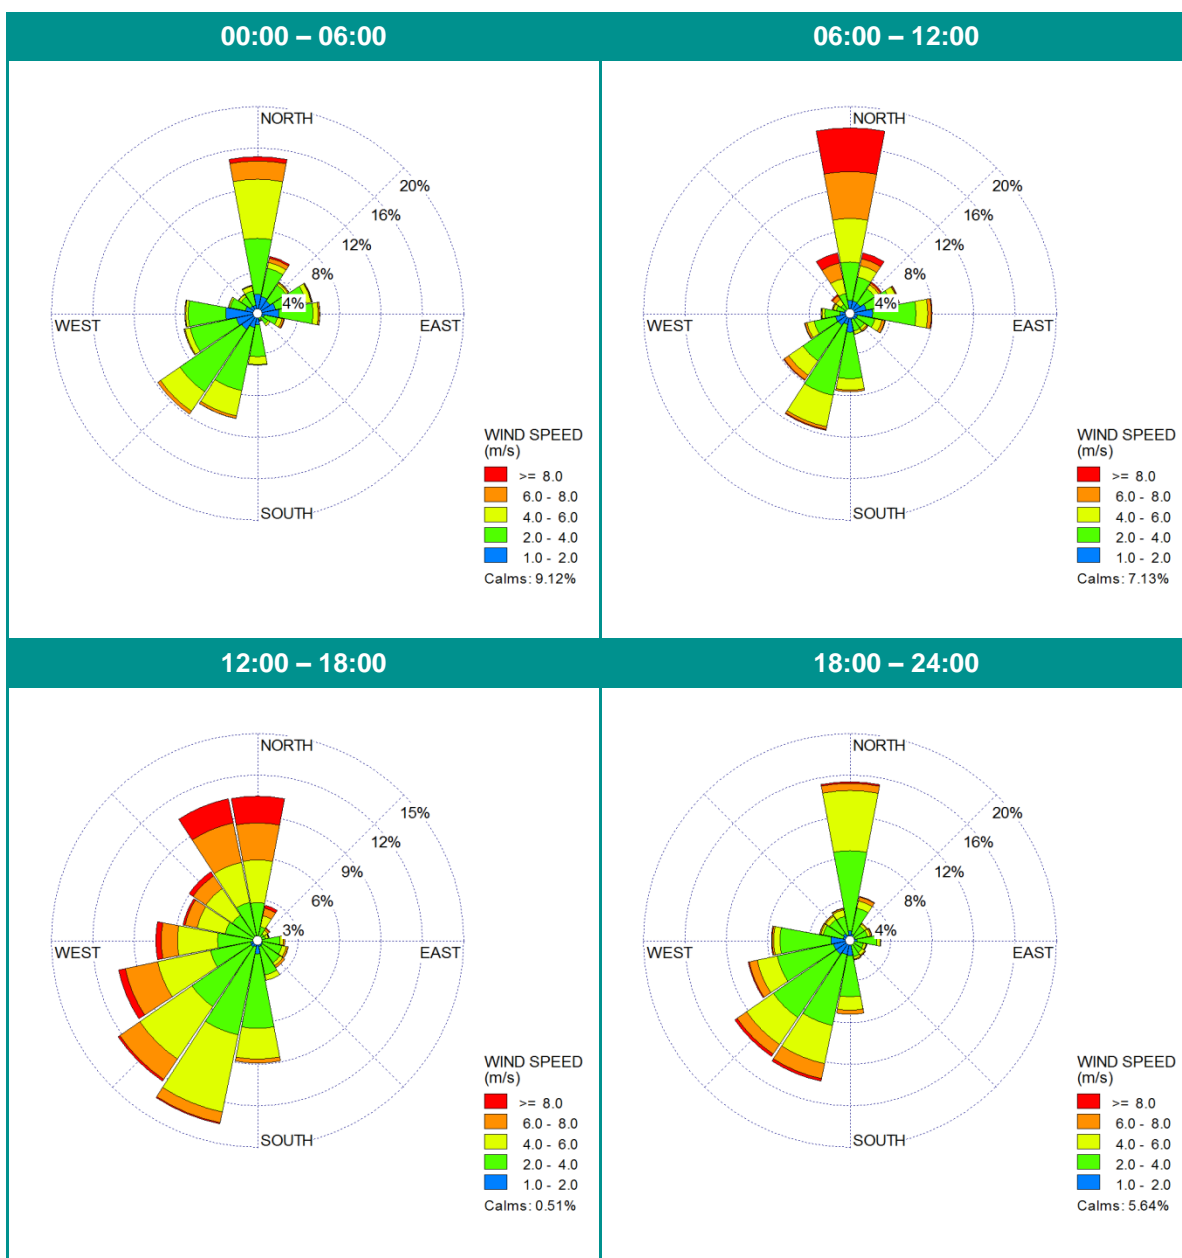 00:00 – 06:00
NORTH
20%
16%
12%
8%
4%
WEST
EAST
WIND SPEED
(m/s)
>= 8.0
6.0 - 8.0
4.0 - 6.0
2.0 - 4.0
1.0 - 2.0
SOUTH
Calms: 9.12%
06:00 – 12:00
NORTH
20%
16%
12%
8%
4%
WEST
EAST
WIND SPEED
(m/s)
>= 8.0
6.0 - 8.0
4.0 - 6.0
2.0 - 4.0
1.0 - 2.0
SOUTH
Calms: 7.13%
12:00 – 18:00
NORTH
15%
12%
9%
6%
3%
WEST
EAST
WIND SPEED
(m/s)
>= 8.0
6.0 - 8.0
4.0 - 6.0
2.0 - 4.0
1.0 - 2.0
SOUTH
Calms: 0.51%
18:00 – 24:00
NORTH
20%
16%
12%
8%
4%
WEST
EAST
WIND SPEED
(m/s)
>= 8.0
6.0 - 8.0
4.0 - 6.0
2.0 - 4.0
1.0 - 2.0
SOUTH
Calms: 5.64%